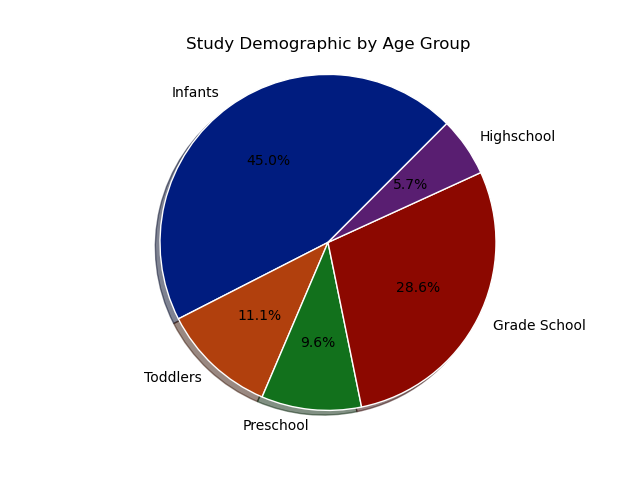 Study Demographic by Age Group
Infants
45.0%
Highschool
5.7%
28.6%
Grade School
11.1%
9.6%
Toddlers
Preschool